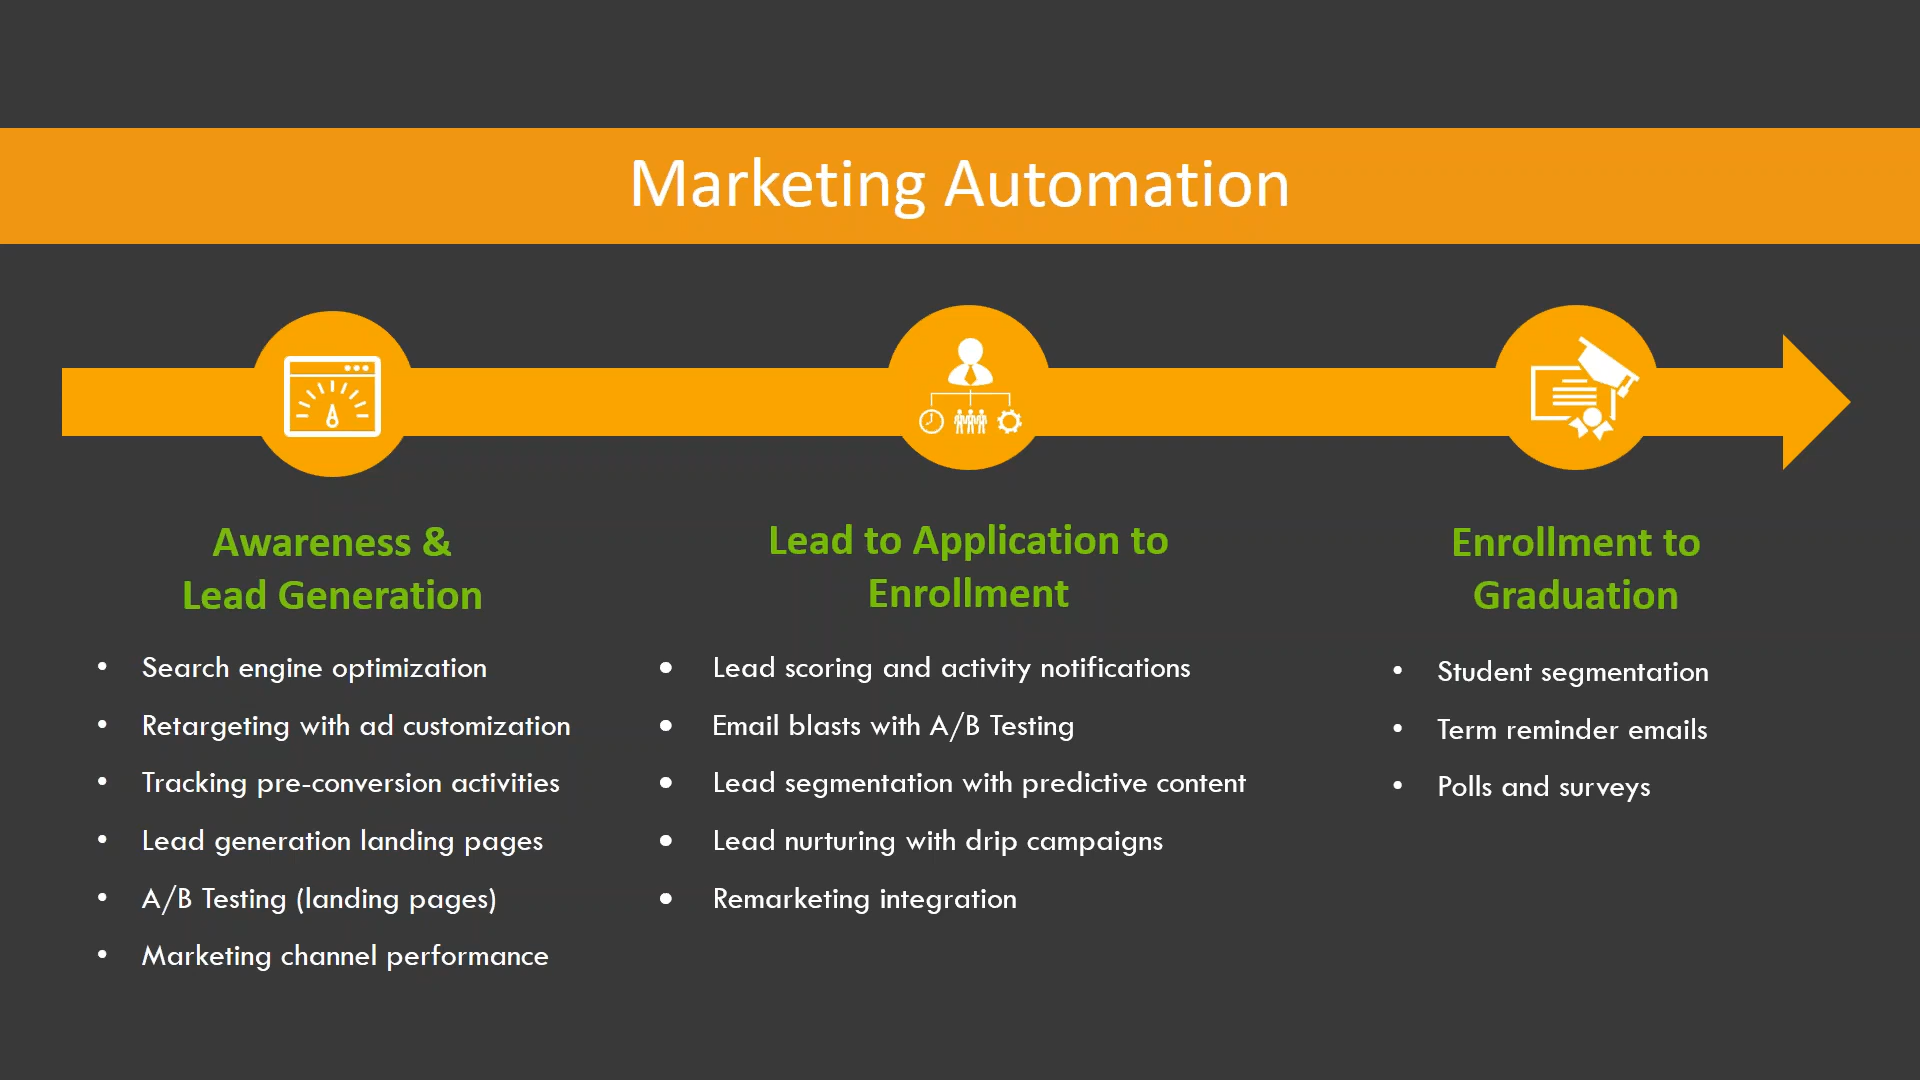 Marketing Automation
Awareness &
Lead Generation
• Search engine optimization
• Retargeting with ad customization
• Tracking pre-conversion activities
• Lead generation landing pages
• A/B Testing (landing pages)
• Marketing channel performance
Lead to Application to
Enrollment
• Lead scoring and activity notifications
• Email blasts with A/B Testing
• Lead segmentation with predictive content
• Lead nurturing with drip campaigns
• Remarketing integration
Enrollment to
Graduation
• Student segmentation
• Term reminder emails
• Polls and surveys